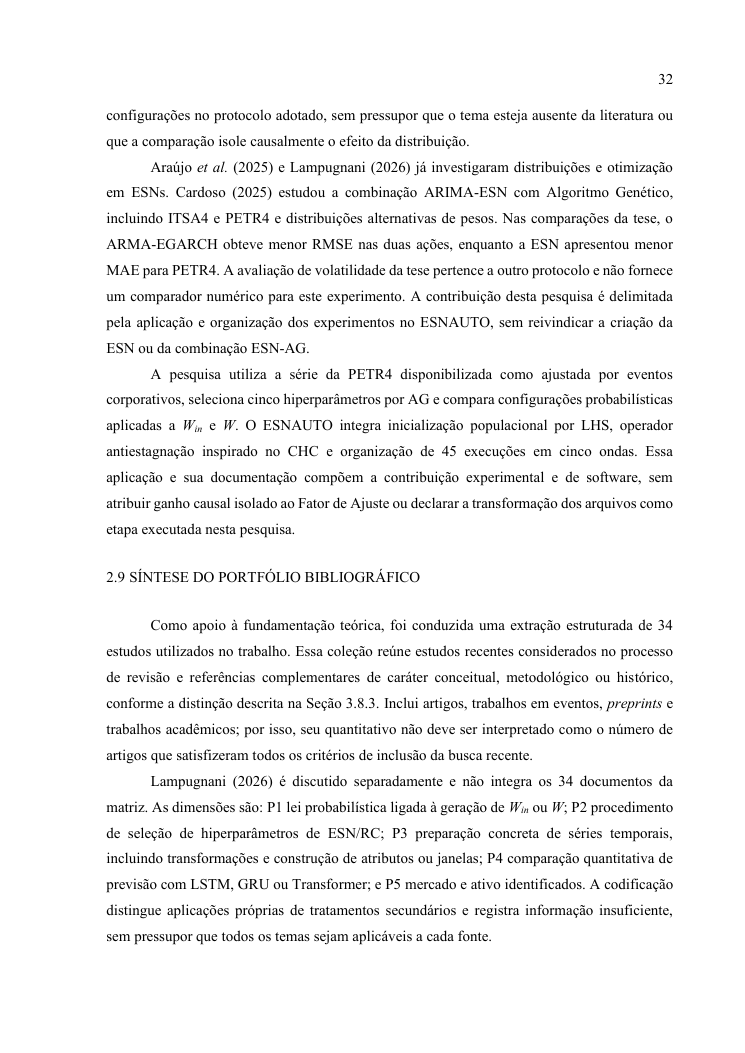 32
configurações no protocolo adotado, sem pressupor que o tema esteja ausente da literatura ou
que a comparação isole causalmente o efeito da distribuição.
Araújo et al. (2025) e Lampugnani (2026) já investigaram distribuições e otimização
em ESNs. Cardoso (2025) estudou a combinação ARIMA-ESN com Algoritmo Genético,
incluindo ITSA4 e PETR4 e distribuições alternativas de pesos. Nas comparações da tese, o
ARMA-EGARCH obteve menor RMSE nas duas ações, enquanto a ESN apresentou menor
MAE para PETR4. A avaliação de volatilidade da tese pertence a outro protocolo e não fornece
um comparador numérico para este experimento. A contribuição desta pesquisa é delimitada
pela aplicação e organização dos experimentos no ESNAUTO, sem reivindicar a criação da
ESN ou da combinação ESN-AG.
A pesquisa utiliza a série da PETR4 disponibilizada como ajustada por eventos
corporativos, seleciona cinco hiperparâmetros por AG e compara configurações probabilísticas
aplicadas a Win e W. O ESNAUTO integra inicialização populacional por LHS, operador
antiestagnação inspirado no CHC e organização de 45 execuções em cinco ondas. Essa
aplicação e sua documentação compõem a contribuição experimental e de software, sem
atribuir ganho causal isolado ao Fator de Ajuste ou declarar a transformação dos arquivos como
etapa executada nesta pesquisa.
2.9 SÍNTESE DO PORTFÓLIO BIBLIOGRÁFICO
Como apoio à fundamentação teórica, foi conduzida uma extração estruturada de 34
estudos utilizados no trabalho. Essa coleção reúne estudos recentes considerados no processo
de revisão e referências complementares de caráter conceitual, metodológico ou histórico,
conforme a distinção descrita na Seção 3.8.3. Inclui artigos, trabalhos em eventos, preprints e
trabalhos acadêmicos; por isso, seu quantitativo não deve ser interpretado como o número de
artigos que satisfizeram todos os critérios de inclusão da busca recente.
Lampugnani (2026) é discutido separadamente e não integra os 34 documentos da
matriz. As dimensões são: P1 lei probabilística ligada à geração de Win ou W; P2 procedimento
de seleção de hiperparâmetros de ESN/RC; P3 preparação concreta de séries temporais,
incluindo transformações e construção de atributos ou janelas; P4 comparação quantitativa de
previsão com LSTM, GRU ou Transformer; e P5 mercado e ativo identificados. A codificação
distingue aplicações próprias de tratamentos secundários e registra informação insuficiente,
sem pressupor que todos os temas sejam aplicáveis a cada fonte.